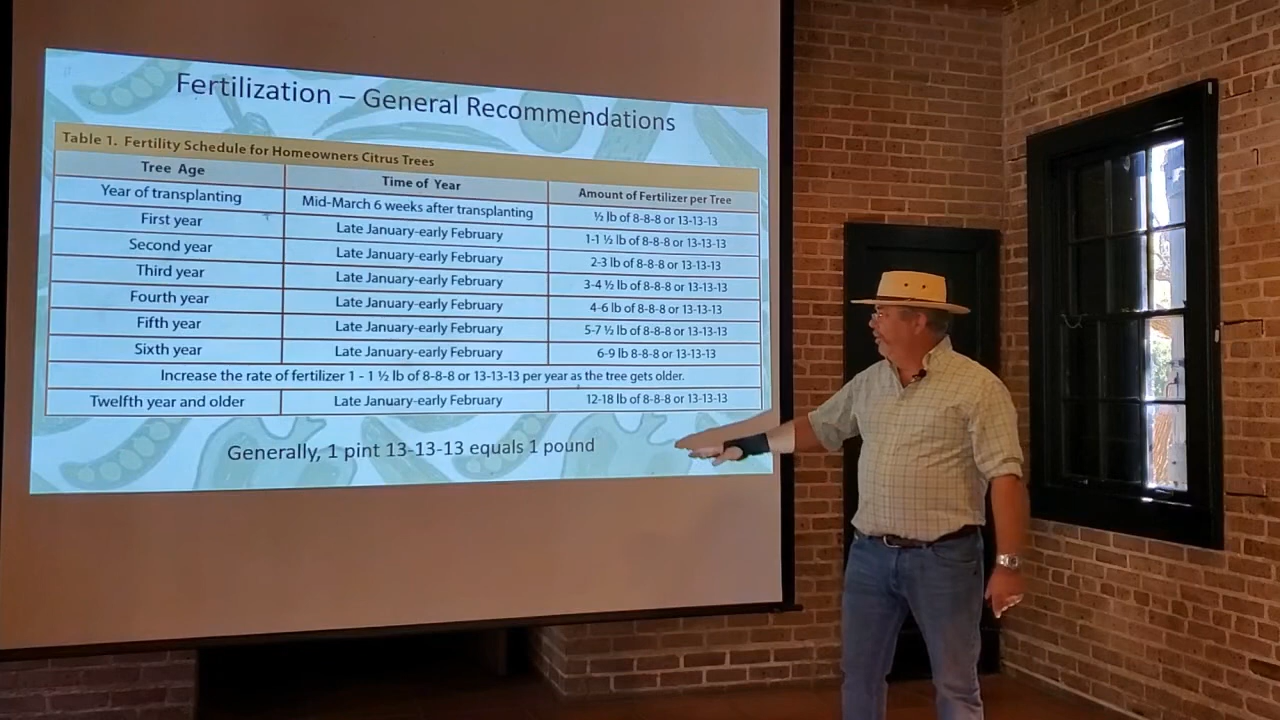 Fertilization – General Recommendations
Table 1. Fertility Schedule for Homeowners Citrus Trees
Tree Age Time of Year Amount of Fertilizer per Tree
Year of transplanting Mid-March 6 weeks after transplanting ½ lb of 8-8-8 or 13-13-13
First year Late January-early February 1-1 ½ lb of 8-8-8 or 13-13-13
Second year Late January-early February 2-3 lb of 8-8-8 or 13-13-13
Third year Late January-early February 3-4 ½ lb of 8-8-8 or 13-13-13
Fourth year Late January-early February 4-6 lb of 8-8-8 or 13-13-13
Fifth year Late January-early February 5-7 ½ lb of 8-8-8 or 13-13-13
Sixth year Late January-early February 6-9 lb 8-8-8 or 13-13-13
Increase the rate of fertilizer 1 - 1 ½ lb of 8-8-8 or 13-13-13 per year as the tree gets older.
Twelfth year and older Late January-early February 12-18 lb of 8-8-8 or 13-13-13
Generally, 1 pint 13-13-13 equals 1 pound